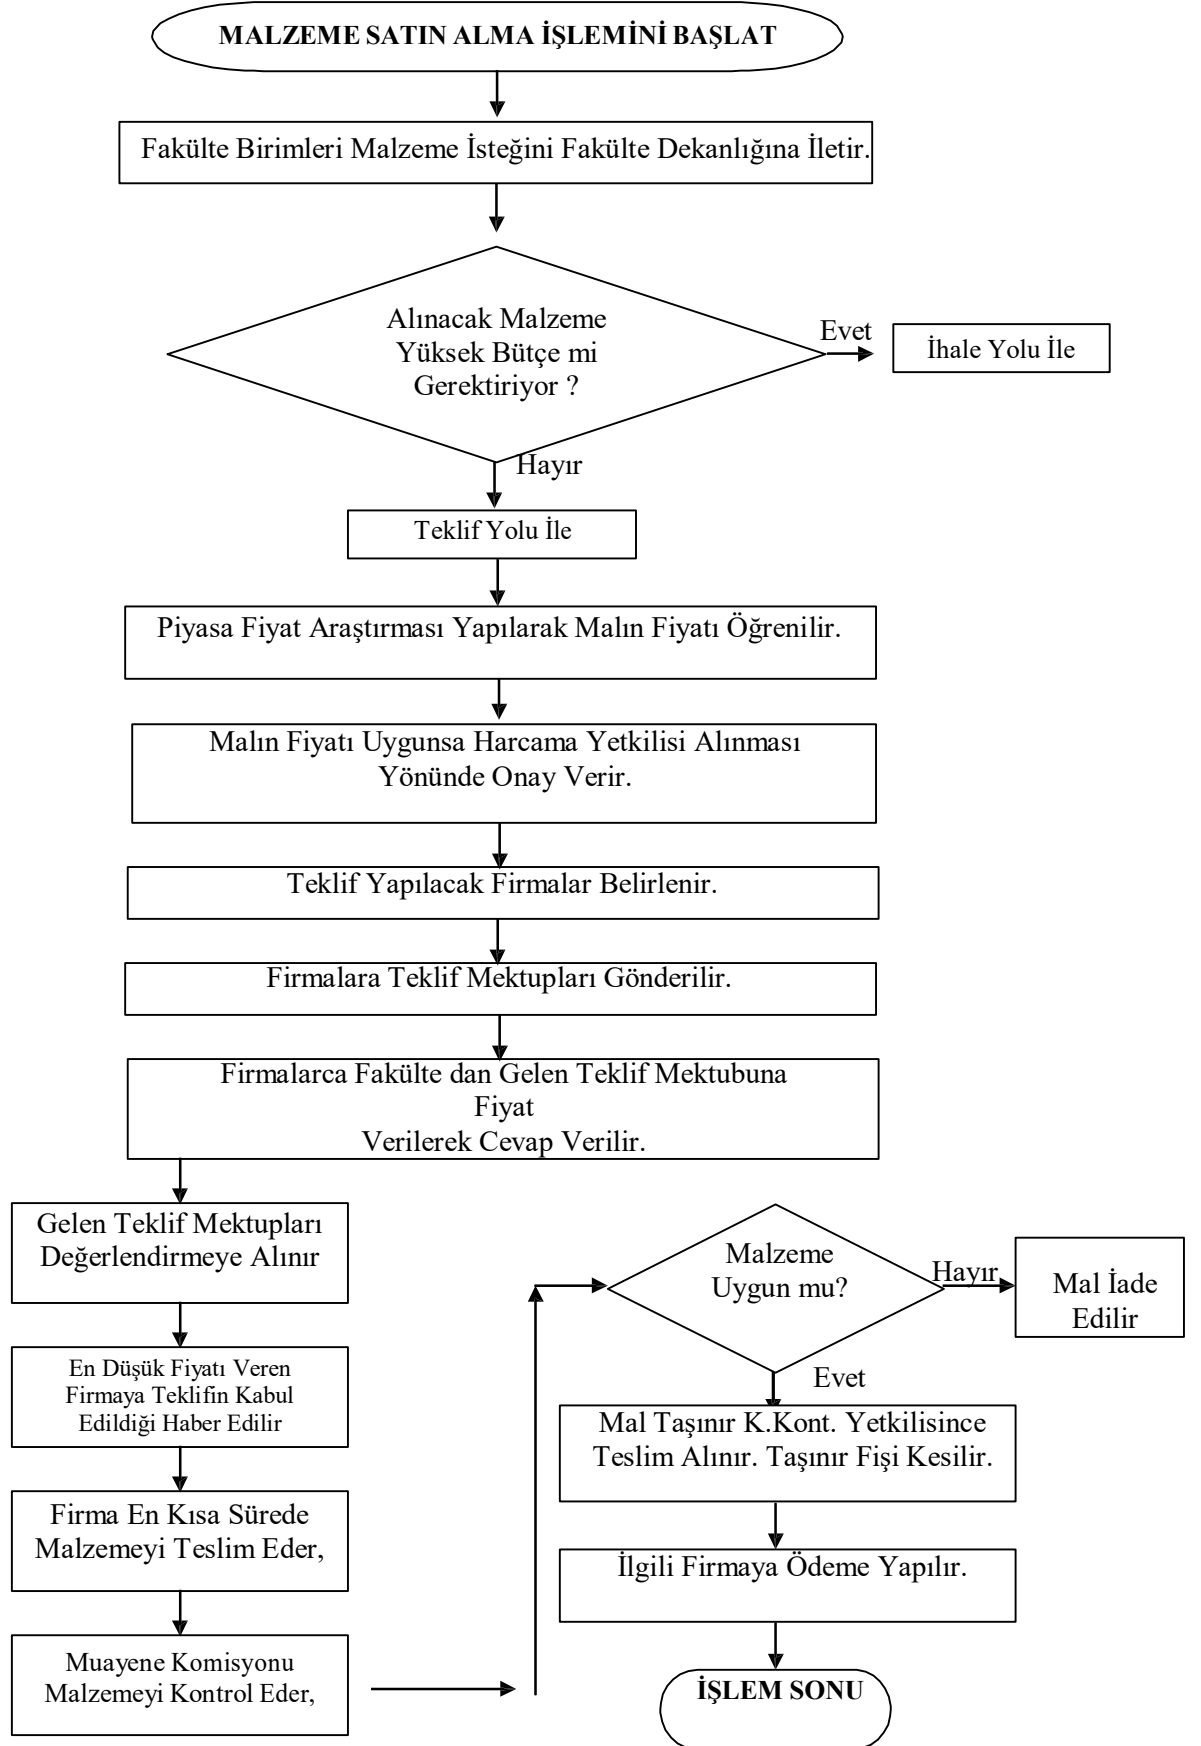 MALZEME SATIN ALMA İŞLEMİNİ BAŞLAT
Fakülte Birimleri Malzeme İsteğini Fakülte Dekanlığına İletir.
Alınacak Malzeme
Yüksek Bütçe mi
Gerektiriyor ?
Evet
İhale Yolu İle
Hayır
Teklif Yolu İle
Piyasa Fiyat Araştırması Yapılarak Malın Fiyatı Öğrenilir.
Malın Fiyatı Uygunsa Harcama Yetkilisi Alınması
Yönünde Onay Verir.
Teklif Yapılacak Firmalar Belirlenir.
Firmalara Teklif Mektupları Gönderilir.
Firmalarca Fakülte dan Gelen Teklif Mektubuna
Fiyat
Verilerek Cevap Verilir.
Gelen Teklif Mektupları
Değerlendirmeye Alınır
En Düşük Fiyatı Veren
Firmaya Teklifin Kabul
Edildiği Haber Edilir
Firma En Kısa Sürede
Malzemeyi Teslim Eder,
Muayene Komisyonu
Malzemeyi Kontrol Eder,
Malzeme
Uygun mu?
Hayır
Mal İade
Edilir
Evet
Mal Taşınır K.Kont. Yetkilisince
Teslim Alınır. Taşınır Fişi Kesilir.
İlgili Firmaya Ödeme Yapılır.
İŞLEM SONU